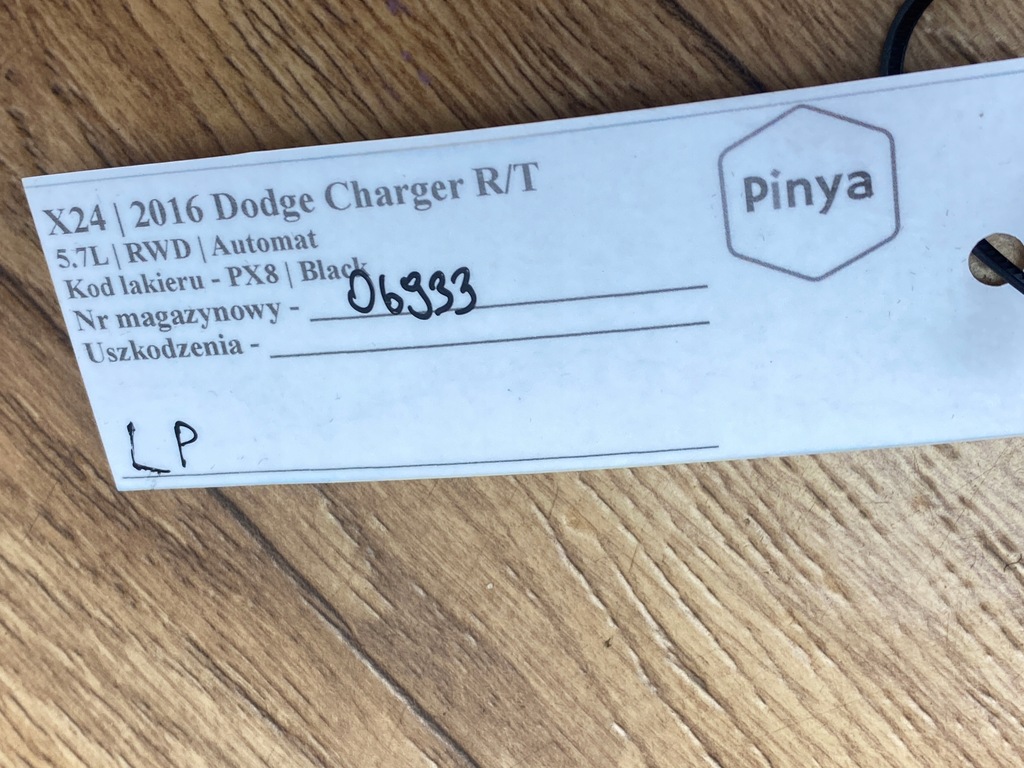 X24 | 2016 Dodge Charger R/T
5.7L | RWD | Automat
Kod lakieru - PX8 | Black
Nr magazynowy - 06933
Uszkodzenia -
LP
Pinya